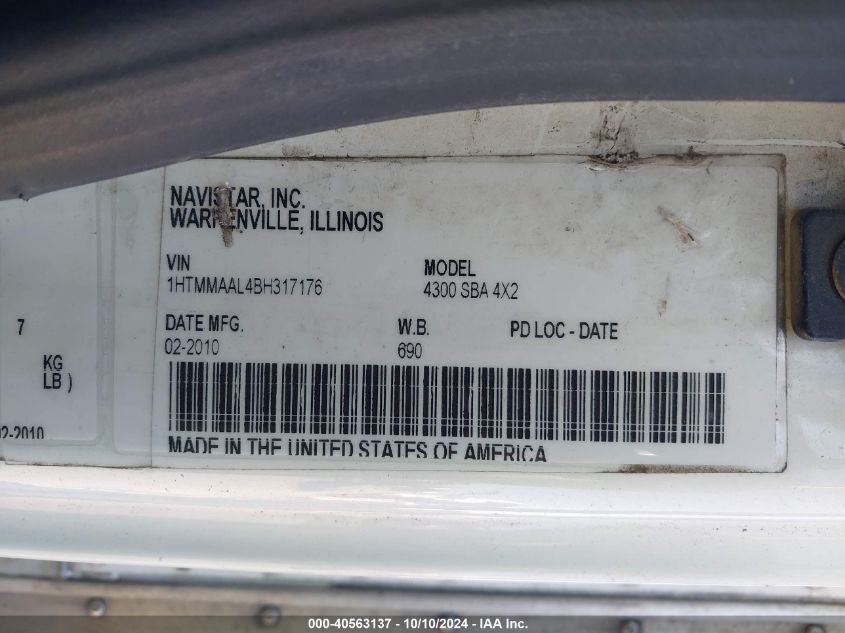 NAVISTAR, INC.
WARRENVILLE, ILLINOIS
VIN
1HTMMAAL4BH317176
MODEL
4300 SBA 4X2
DATE MFG.
02-2010
W.B.
690
PD LOC - DATE
7
KG
LB )
02-2010
MADE IN THE UNITED STATES OF AMERICA
000-40563137 - 10/10/2024 - IAA Inc.